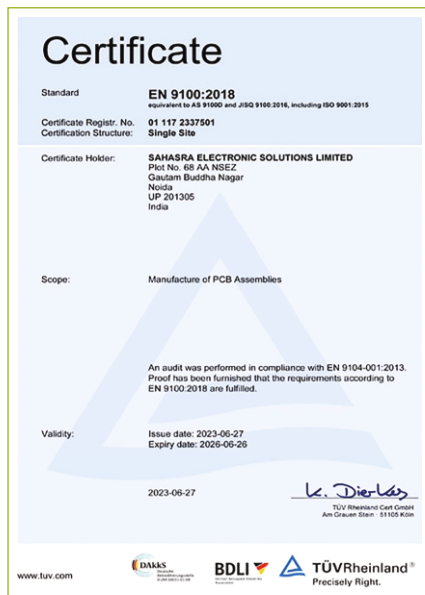 Certificate
Standard
EN 9100:2018
equivalent to AS 9100D and JISQ 9100:2016, including ISO 9001:2015
Certificate Registr. No. 01 117 2337501
Certification Structure: Single Site
Certificate Holder: SAHASRA ELECTRONIC SOLUTIONS LIMITED
Plot No. 68 AA NSEZ
Gautam Buddha Nagar
Noida
UP 201305
India
Scope: Manufacture of PCB Assemblies
An audit was performed in compliance with EN 9104-001:2013.
Proof has been furnished that the requirements according to
EN 9100:2018 are fulfilled.
Validity: Issue date: 2023-06-27
Expiry date: 2026-06-26
2023-06-27
K. Dierkes
TÜV Rheinland Cert GmbH
Am Grauen Stein · 51105 Köln
www.tuv.com
DAkkS
Deutsche
Akkreditierungsstelle
BDLI
TÜVRheinland®
Precisely Right.